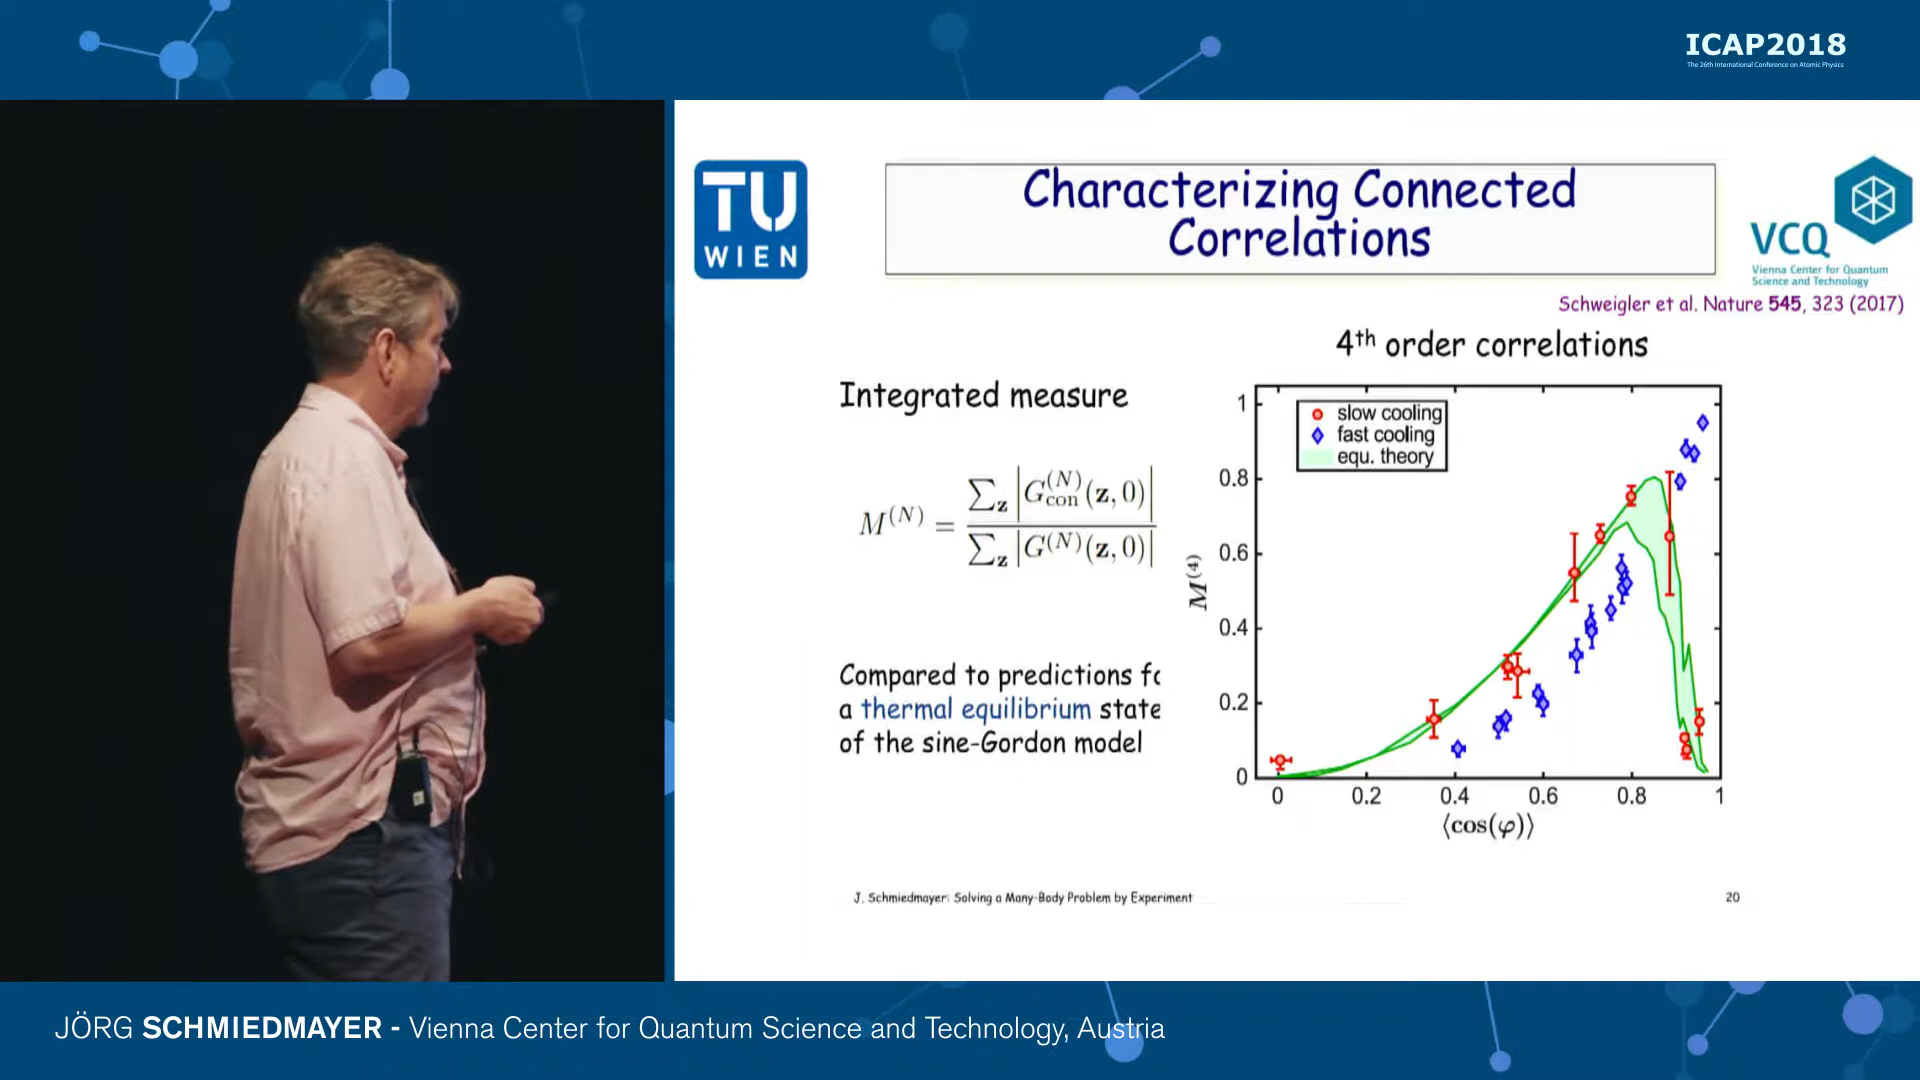 ICAP2018
The 26th International Conference on Atomic Physics
TU
WIEN
Characterizing Connected
Correlations
VCQ
Vienna Center for Quantum
Science and Technology
Schweigler et al. Nature 545, 323 (2017)
4th order correlations
Integrated measure
M^(N) = ∑_z |G_con^(N)(z, 0)| / ∑_z |G^(N)(z, 0)|
Compared to predictions fo
a thermal equilibrium state
of the sine-Gordon model
slow cooling
fast cooling
equ. theory
M^(4)
1
0.8
0.6
0.4
0.2
0
0 0.2 0.4 0.6 0.8 1
⟨cos(φ)⟩
J. Schmiedmayer: Solving a Many-Body Problem by Experiment
20
JÖRG SCHMIEDMAYER - Vienna Center for Quantum Science and Technology, Austria